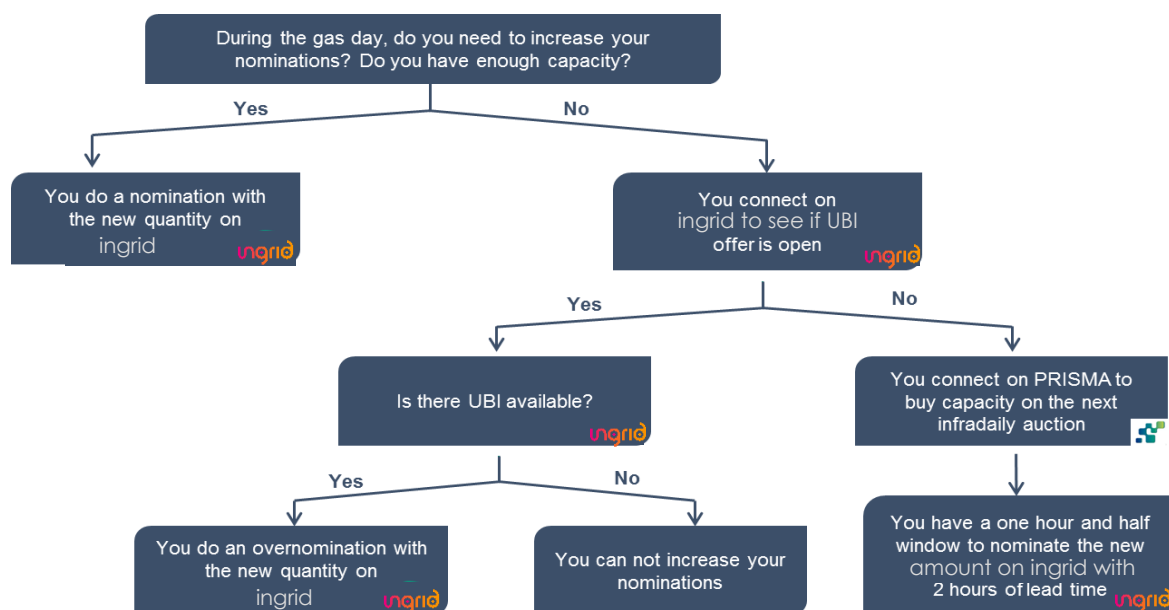 During the gas day, do you need to increase your
nominations? Do you have enough capacity?
Yes
No
You do a nomination with
the new quantity on
ingrid
ingrid
You connect on
ingrid to see if UBI
offer is open
ingrid
Yes
No
Is there UBI available?
ingrid
You connect on PRISMA to
buy capacity on the next
infradaily auction
Yes
No
You do an overnomination with
the new quantity on
ingrid
ingrid
You can not increase your
nominations
You have a one hour and half
window to nominate the new
amount on ingrid with
2 hours of lead time
ingrid